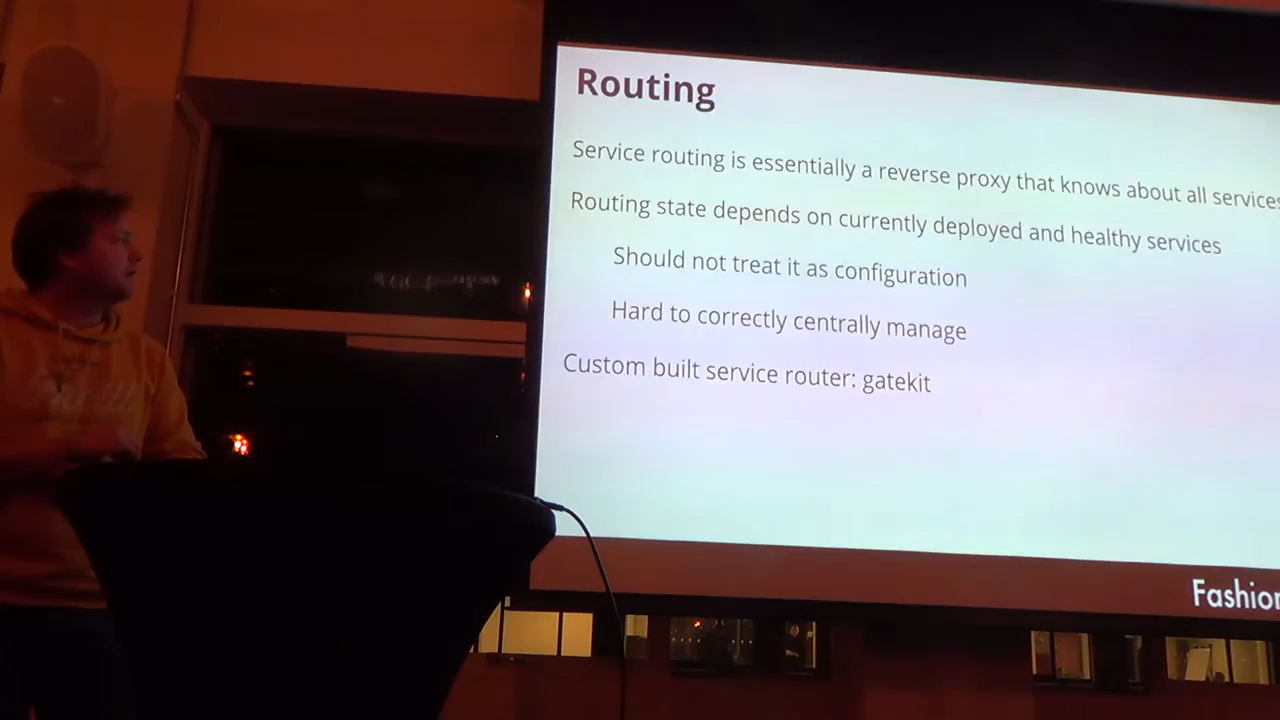 Routing
Service routing is essentially a reverse proxy that knows about all services
Routing state depends on currently deployed and healthy services
Should not treat it as configuration
Hard to correctly centrally manage
Custom built service router: gatekit
Fashion